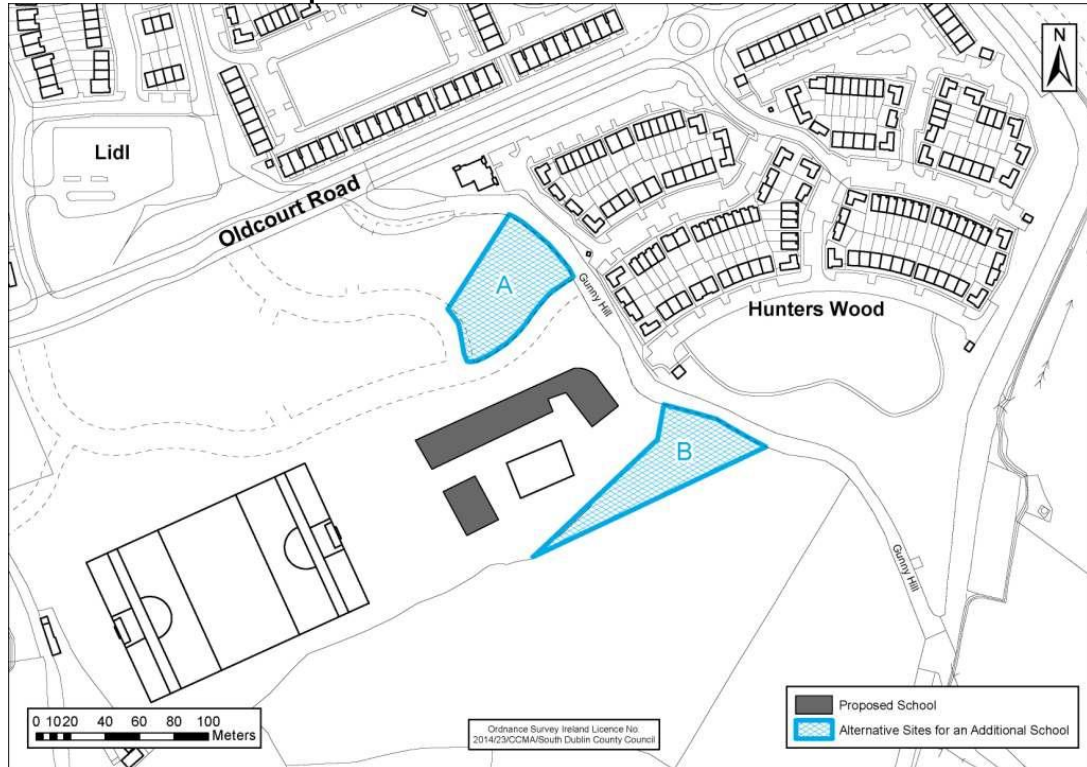 N
Lidl
Oldcourt Road
A
Gunny Hill
Hunters Wood
B
Gunny Hill
0 10 20 40 60 80 100
Meters
Ordnance Survey Ireland Licence No.
2014/23/CCMA/South Dublin County Council
Proposed School
Alternative Sites for an Additional School